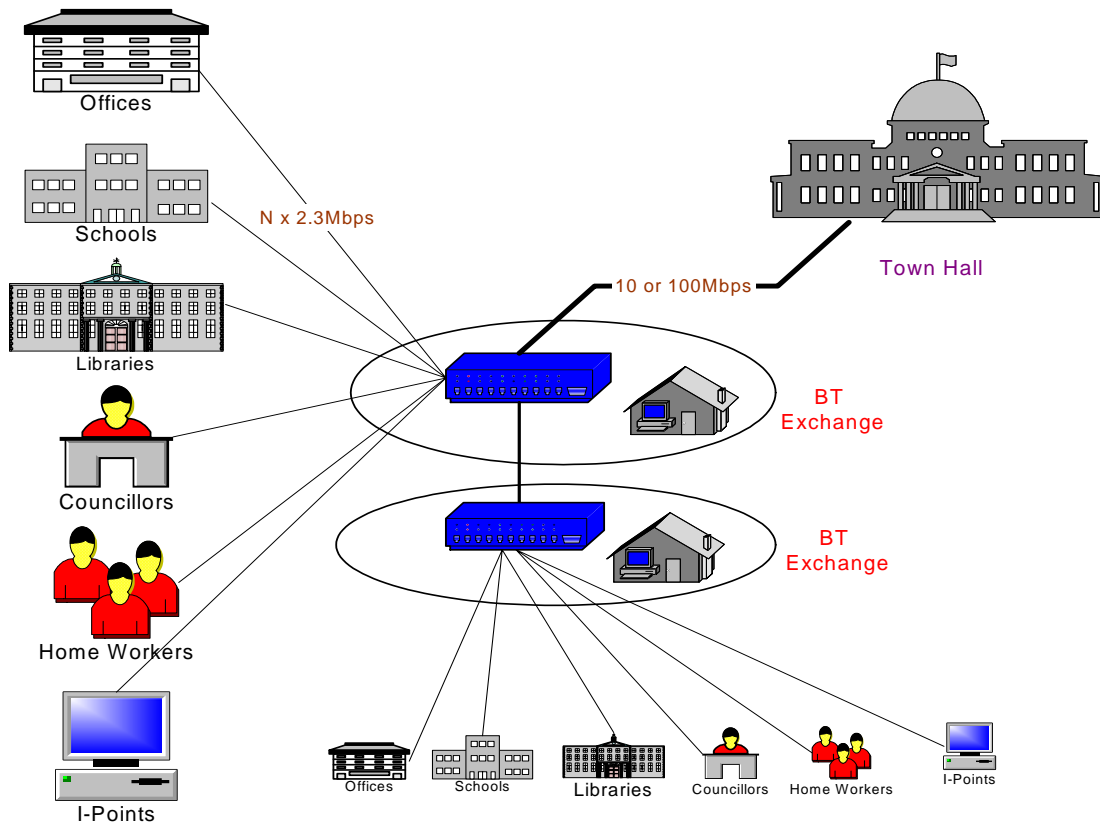 Offices
Schools
N x 2.3Mbps
Town Hall
10 or 100Mbps
Libraries
BT
Exchange
Councillors
BT
Exchange
Home Workers
I-Points
Offices
Schools
Libraries
Councillors
Home Workers
I-Points